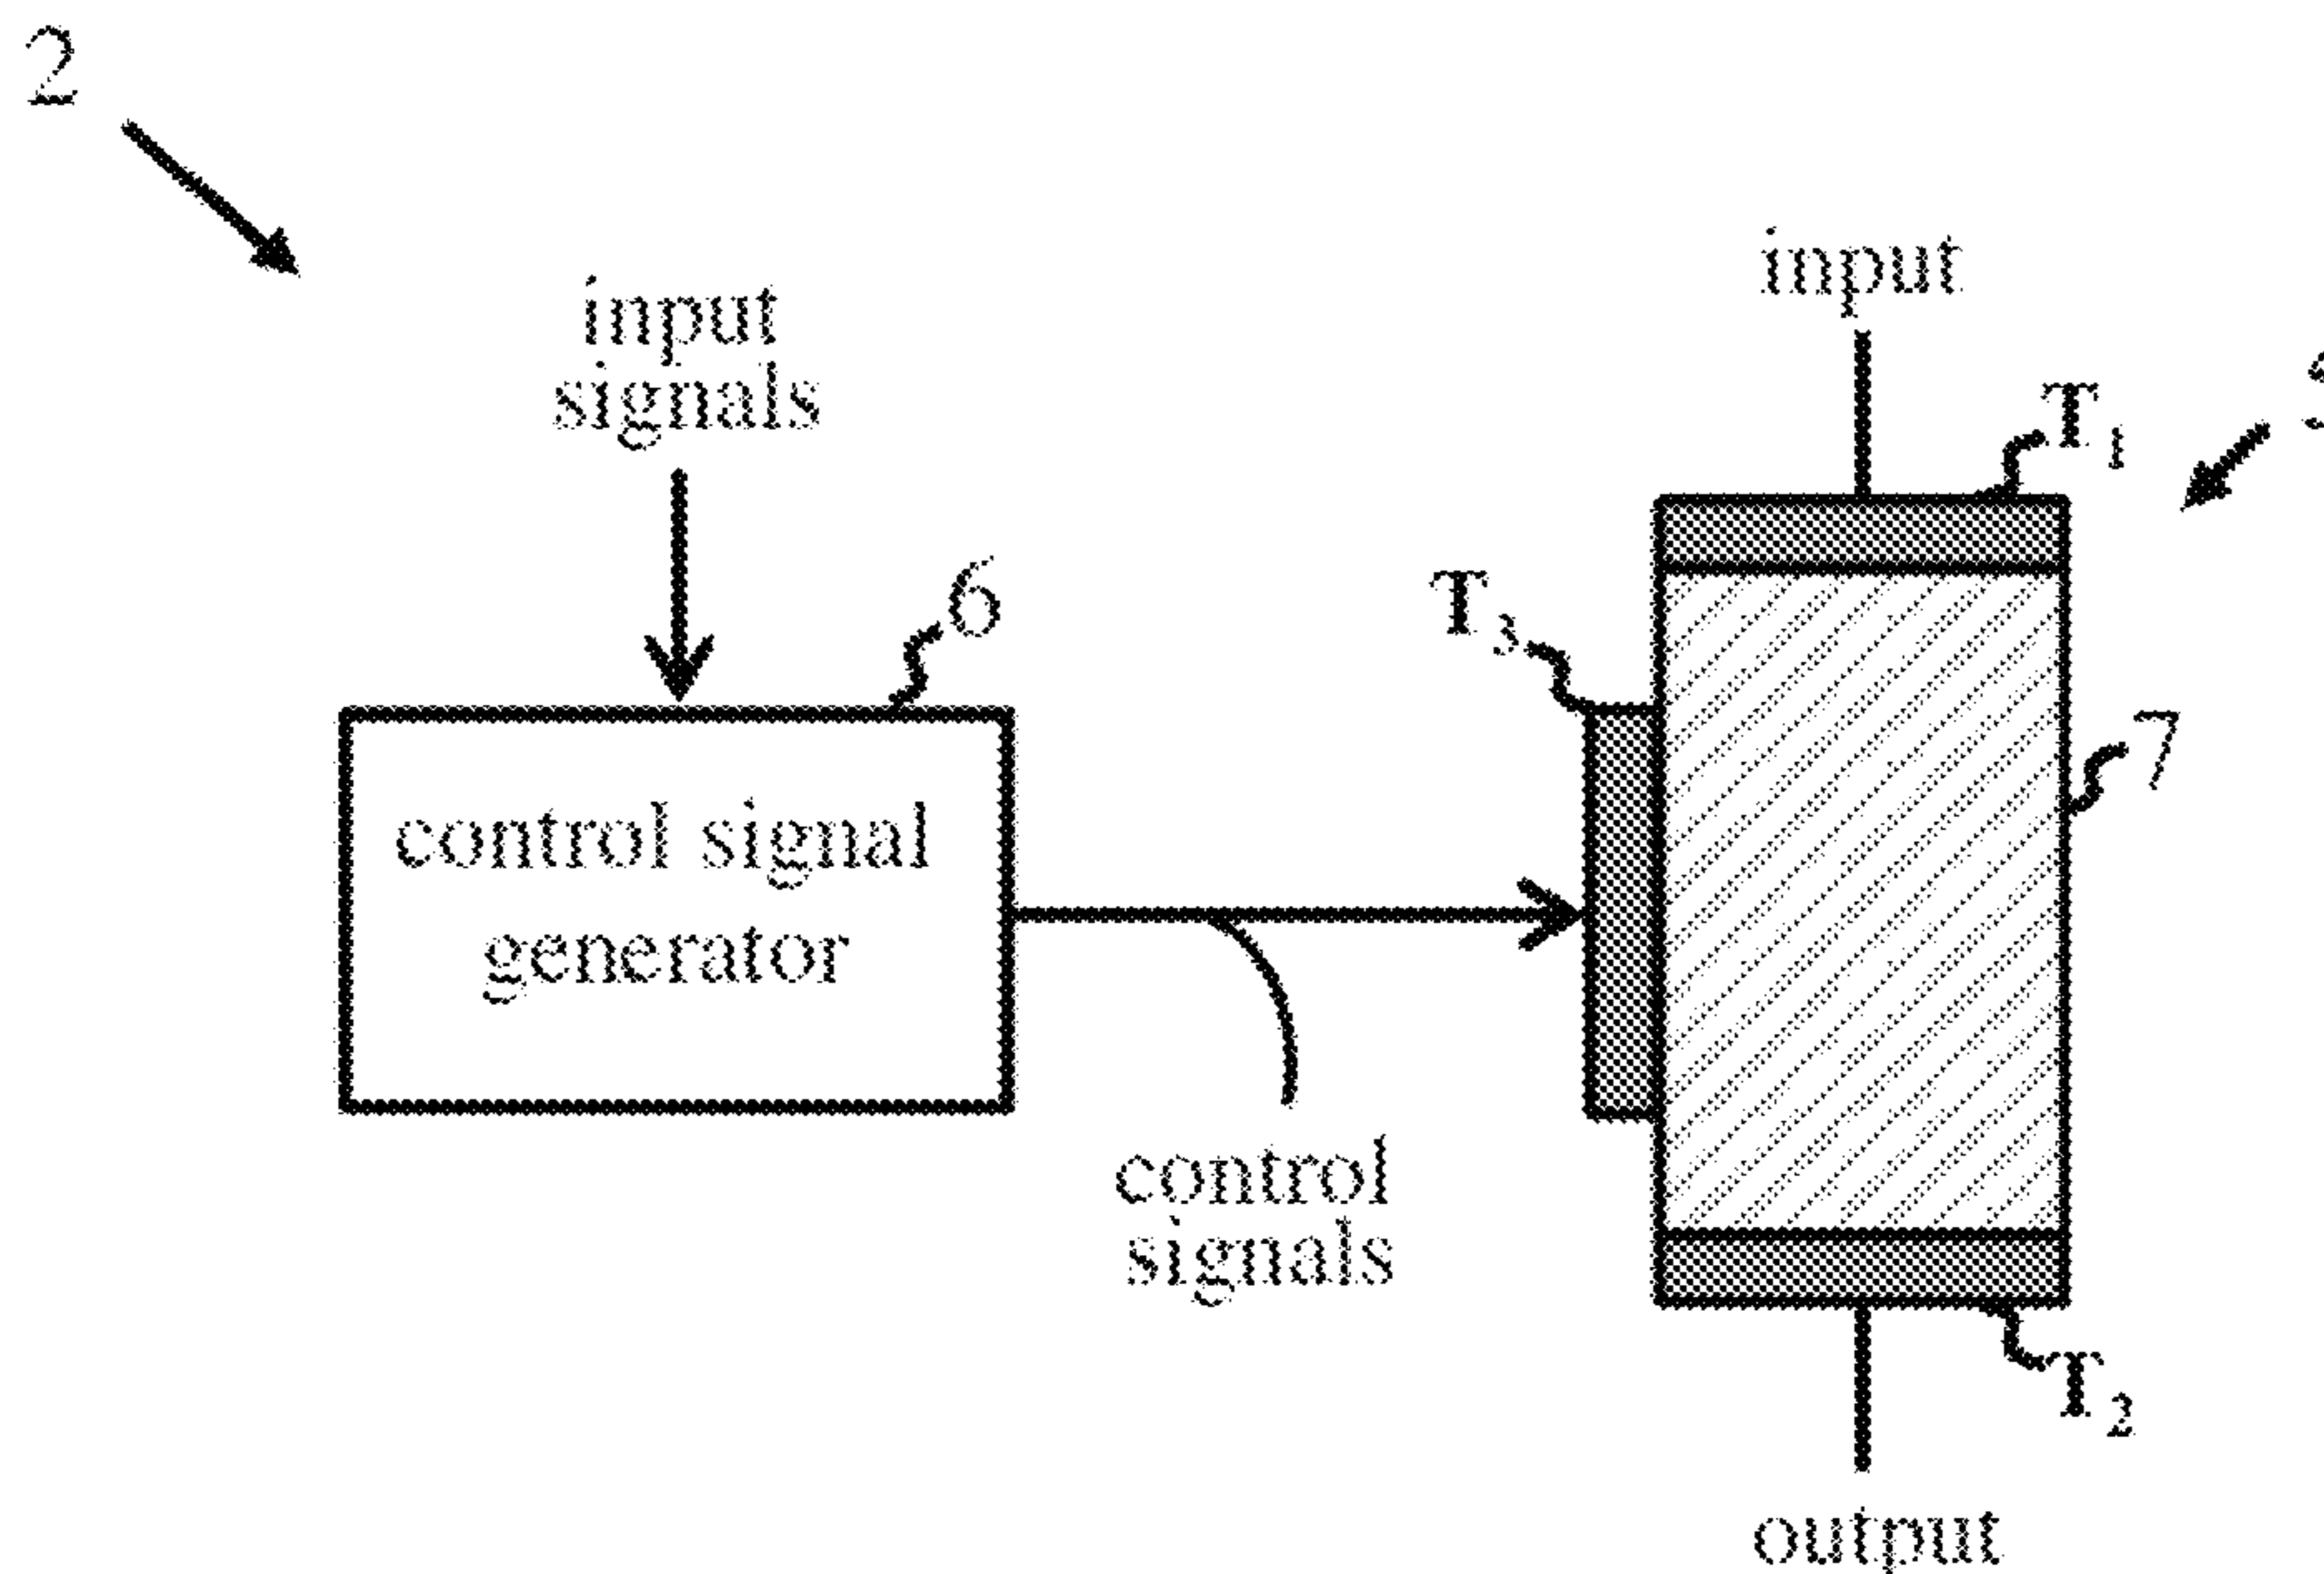 2
input
signals
input
T1
T3
6
7
control signal
generator
control
signals
T2
output